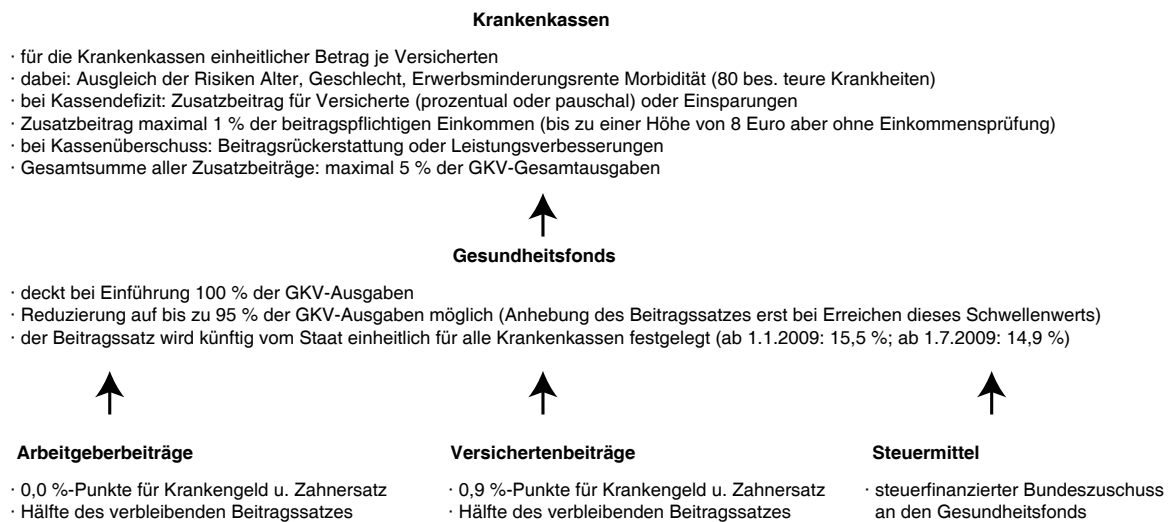 Krankenkassen
· für die Krankenkassen einheitlicher Betrag je Versicherten
· dabei: Ausgleich der Risiken Alter, Geschlecht, Erwerbsminderungsrente Morbidität (80 bes. teure Krankheiten)
· bei Kassendefizit: Zusatzbeitrag für Versicherte (prozentual oder pauschal) oder Einsparungen
· Zusatzbeitrag maximal 1 % der beitragspflichtigen Einkommen (bis zu einer Höhe von 8 Euro aber ohne Einkommensprüfung)
· bei Kassenüberschuss: Beitragsrückerstattung oder Leistungsverbesserungen
· Gesamtsumme aller Zusatzbeiträge: maximal 5 % der GKV-Gesamtausgaben
Gesundheitsfonds
· deckt bei Einführung 100 % der GKV-Ausgaben
· Reduzierung auf bis zu 95 % der GKV-Ausgaben möglich (Anhebung des Beitragssatzes erst bei Erreichen dieses Schwellenwerts)
· der Beitragssatz wird künftig vom Staat einheitlich für alle Krankenkassen festgelegt (ab 1.1.2009: 15,5 %; ab 1.7.2009: 14,9 %)
Arbeitgeberbeiträge
· 0,0 %-Punkte für Krankengeld u. Zahnersatz
· Hälfte des verbleibenden Beitragssatzes
Versichertenbeiträge
· 0,9 %-Punkte für Krankengeld u. Zahnersatz
· Hälfte des verbleibenden Beitragssatzes
Steuermittel
· steuerfinanzierter Bundeszuschuss
an den Gesundheitsfonds